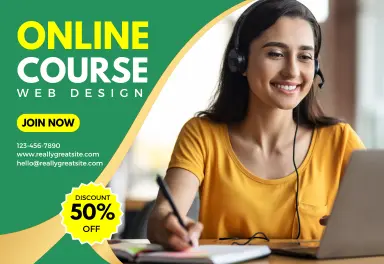 ONLINE
COURSE
WEB DESIGN
JOIN NOW
123-456-7890
www.reallygreatsite.com
hello@reallygreatsite.com
DISCOUNT
50%
OFF